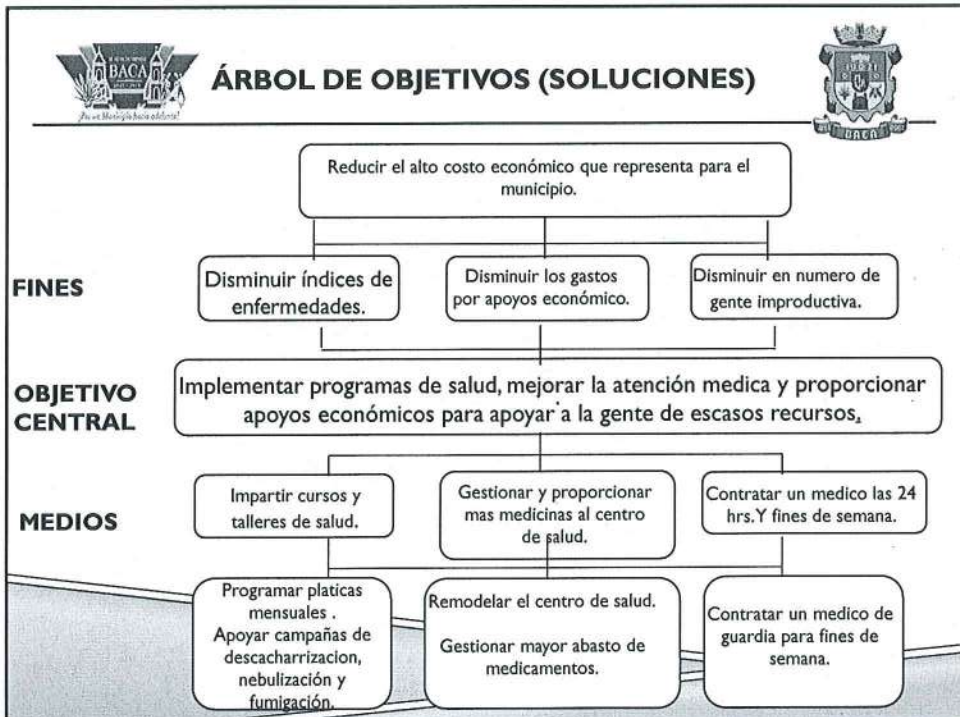 BACA
¡Por un Municipio hacia adelante!
ÁRBOL DE OBJETIVOS (SOLUCIONES)
BACA
Reducir el alto costo económico que representa para el
municipio.
FINES
Disminuir índices de
enfermedades.
Disminuir los gastos
por apoyos económico.
Disminuir en numero de
gente improductiva.
OBJETIVO
CENTRAL
Implementar programas de salud, mejorar la atención medica y proporcionar
apoyos económicos para apoyar a la gente de escasos recursos.
MEDIOS
Impartir cursos y
talleres de salud.
Gestionar y proporcionar
mas medicinas al centro
de salud.
Contratar un medico las 24
hrs. Y fines de semana.
Programar platicas
mensuales .
Apoyar campañas de
descacharrizacion,
nebulización y
fumigación.
Remodelar el centro de salud.
Gestionar mayor abasto de
medicamentos.
Contratar un medico de
guardia para fines de
semana.